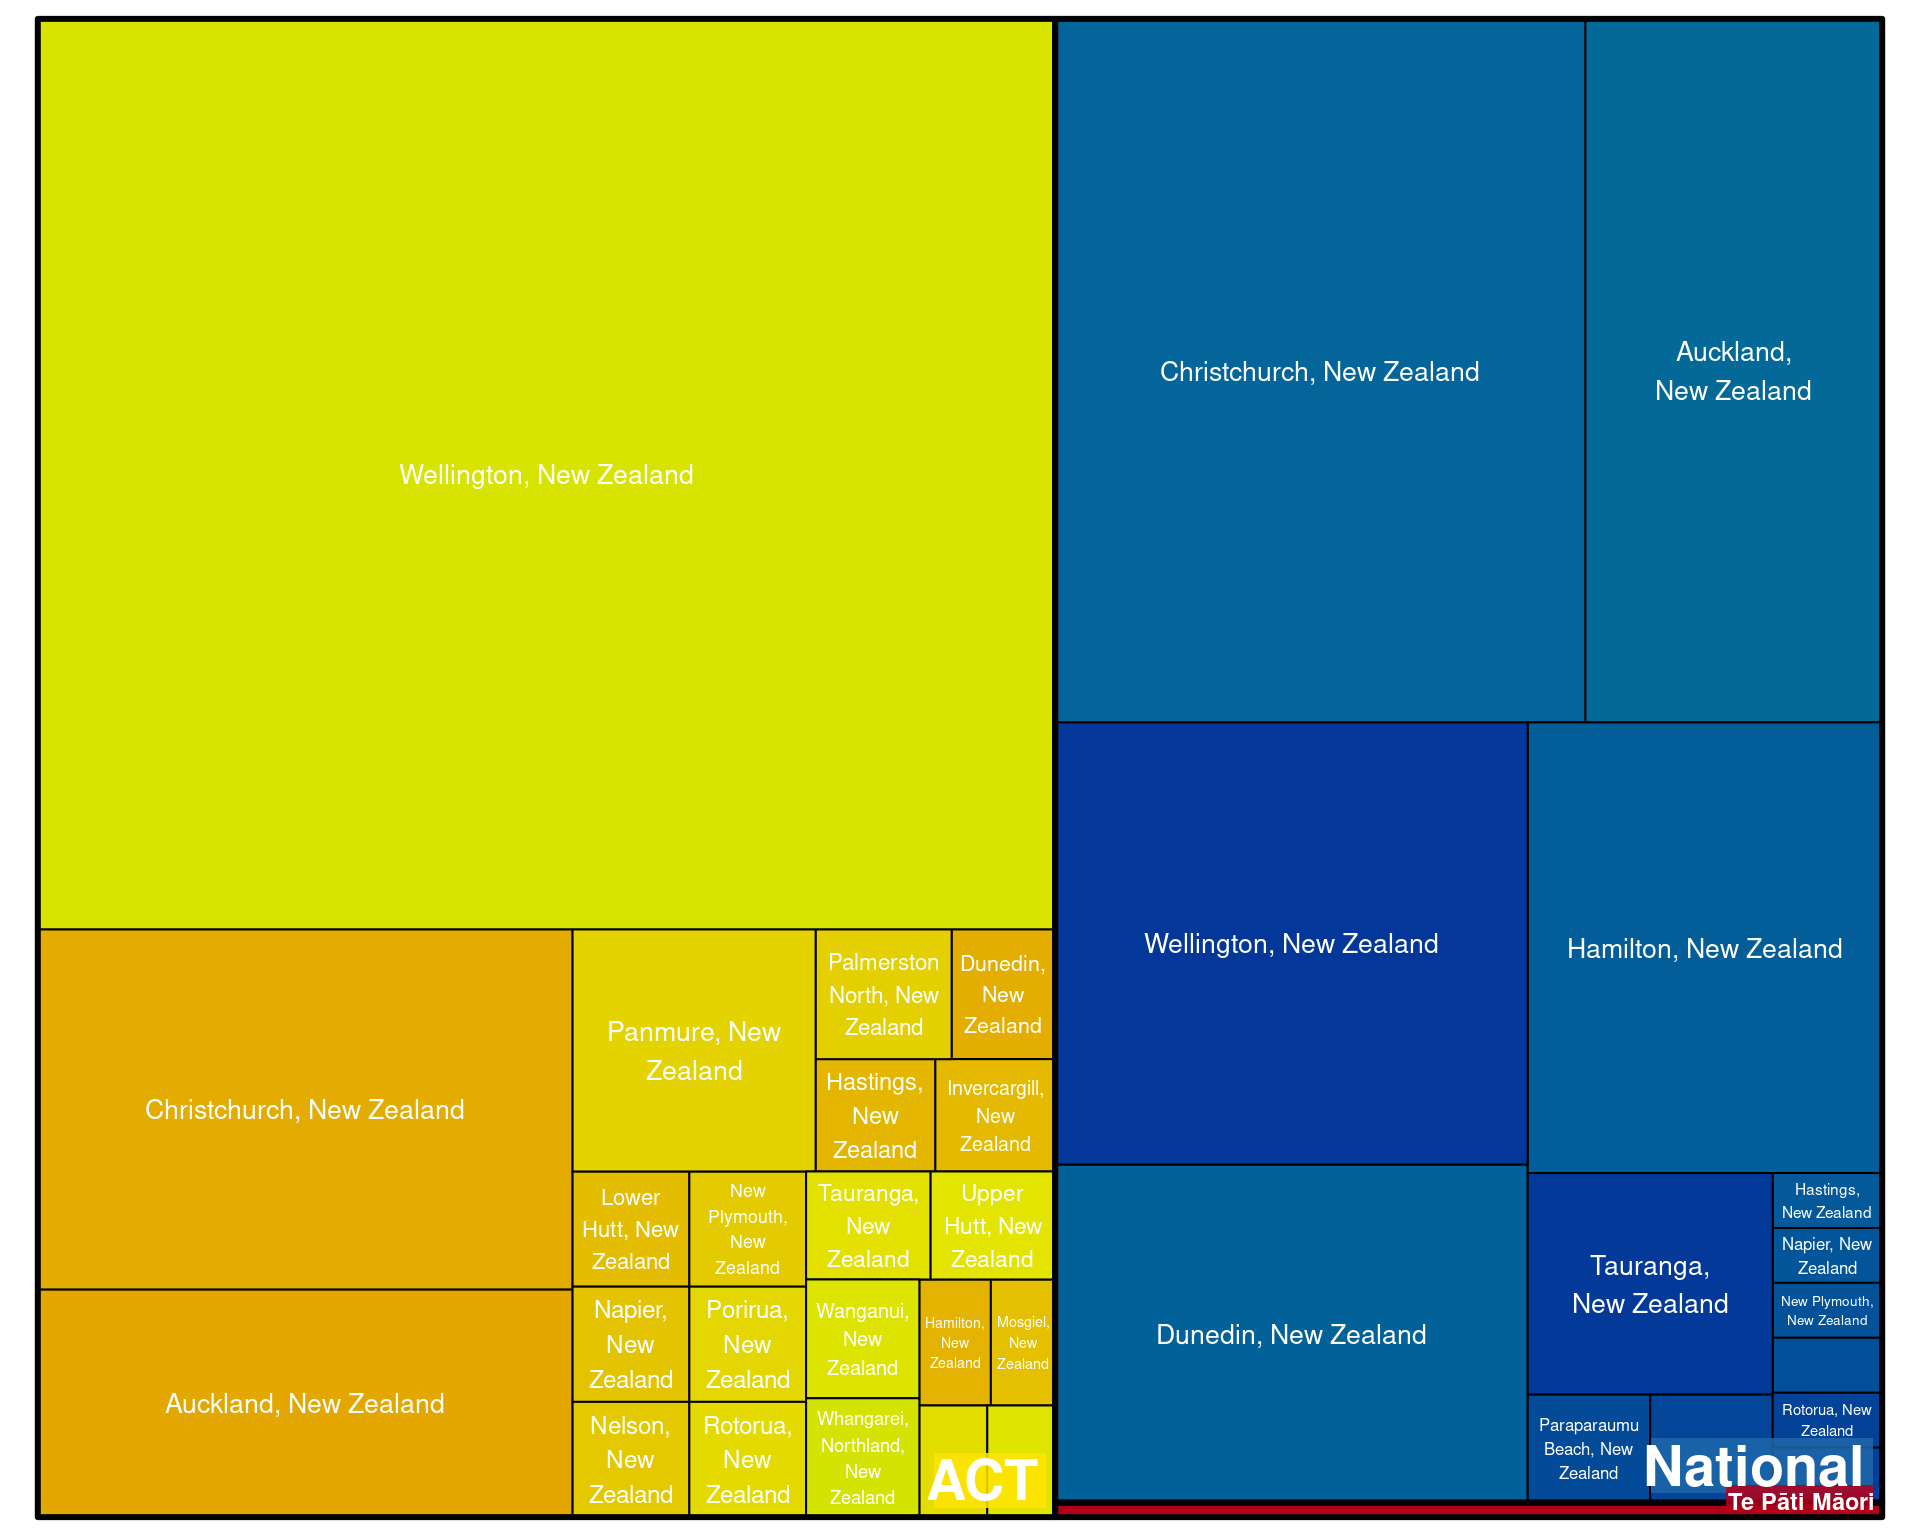 Wellington, New Zealand
Christchurch, New Zealand
Auckland, New Zealand
Panmure, New
Zealand
Palmerston
North, New
Zealand
Dunedin,
New
Zealand
Hastings,
New
Zealand
Invercargill,
New
Zealand
Lower
Hutt, New
Zealand
New
Plymouth,
New
Zealand
Tauranga,
New
Zealand
Upper
Hutt, New
Zealand
Napier,
New
Zealand
Porirua,
New
Zealand
Wanganui,
New
Zealand
Hamilton,
New
Zealand
Mosgiel,
New
Zealand
Nelson,
New
Zealand
Rotorua,
New
Zealand
Whangarei,
Northland,
New
Zealand
ACT
Christchurch, New Zealand
Auckland,
New Zealand
Wellington, New Zealand
Hamilton, New Zealand
Dunedin, New Zealand
Tauranga,
New Zealand
Hastings,
New Zealand
Napier, New
Zealand
New Plymouth,
New Zealand
Rotorua, New
Zealand
Paraparaumu
Beach, New
Zealand
National
Te Pāti Māori